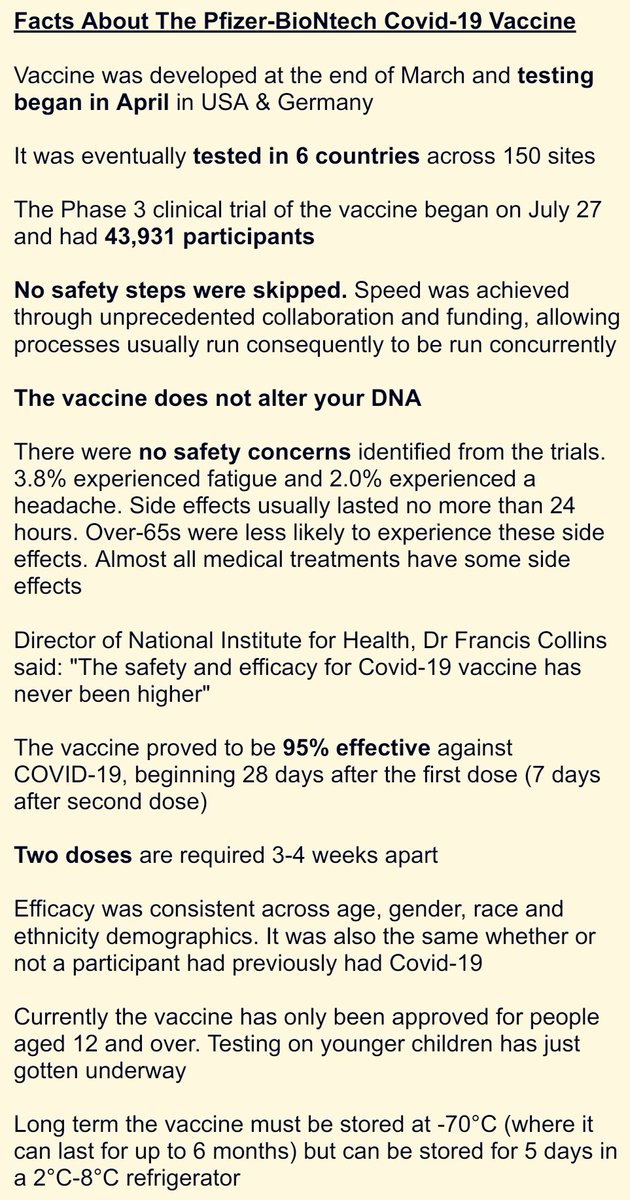 Facts About The Pfizer-BioNtech Covid-19 Vaccine
Vaccine was developed at the end of March and testing
began in April in USA & Germany
It was eventually tested in 6 countries across 150 sites
The Phase 3 clinical trial of the vaccine began on July 27
and had 43,931 participants
No safety steps were skipped. Speed was achieved
through unprecedented collaboration and funding, allowing
processes usually run consequently to be run concurrently
The vaccine does not alter your DNA
There were no safety concerns identified from the trials.
3.8% experienced fatigue and 2.0% experienced a
headache. Side effects usually lasted no more than 24
hours. Over-65s were less likely to experience these side
effects. Almost all medical treatments have some side
effects
Director of National Institute for Health, Dr Francis Collins
said: "The safety and efficacy for Covid-19 vaccine has
never been higher"
The vaccine proved to be 95% effective against
COVID-19, beginning 28 days after the first dose (7 days
after second dose)
Two doses are required 3-4 weeks apart
Efficacy was consistent across age, gender, race and
ethnicity demographics. It was also the same whether or
not a participant had previously had Covid-19
Currently the vaccine has only been approved for people
aged 12 and over. Testing on younger children has just
gotten underway
Long term the vaccine must be stored at -70°C (where it
can last for up to 6 months) but can be stored for 5 days in
a 2°C-8°C refrigerator